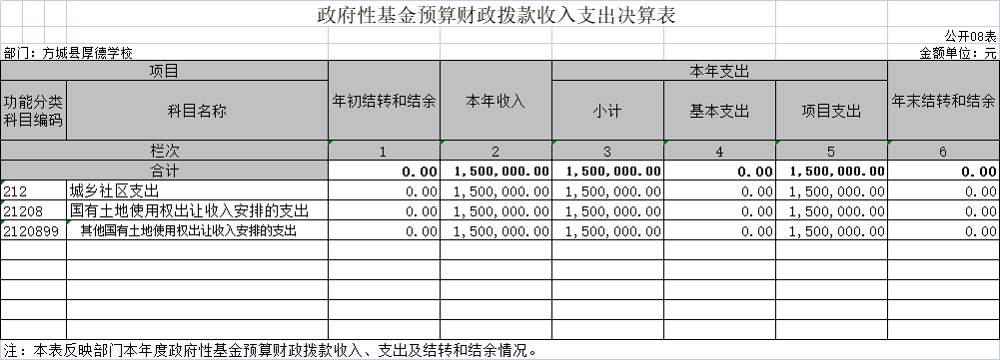 政府性基金预算财政拨款收入支出决算表
公开08表
部门：方城县厚德学校 金额单位：元
项目 年初结转和结余 本年收入 本年支出 年末结转和结余
功能分类科目编码 科目名称 小计 基本支出 项目支出
栏次 1 2 3 4 5 6
合计 0.00 1,500,000.00 1,500,000.00 0.00 1,500,000.00 0.00
212 城乡社区支出 0.00 1,500,000.00 1,500,000.00 0.00 1,500,000.00 0.00
21208 国有土地使用权出让收入安排的支出 0.00 1,500,000.00 1,500,000.00 0.00 1,500,000.00 0.00
2120899 其他国有土地使用权出让收入安排的支出 0.00 1,500,000.00 1,500,000.00 0.00 1,500,000.00 0.00
注：本表反映部门本年度政府性基金预算财政拨款收入、支出及结转和结余情况。